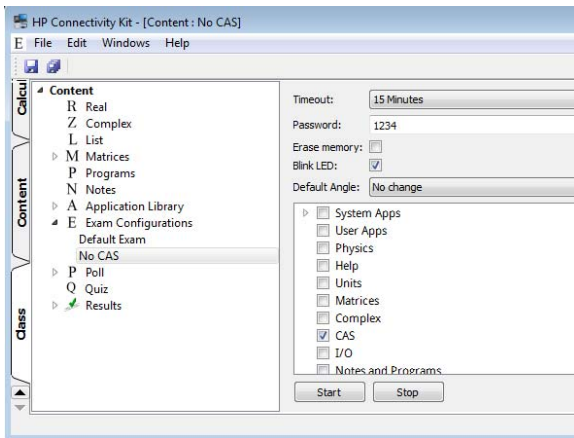 HP Connectivity Kit - [Content : No CAS]
E File Edit Windows Help
Calcul
Content
Class
Content
R Real
Z Complex
L List
M Matrices
P Programs
N Notes
A Application Library
E Exam Configurations
Default Exam
No CAS
P Poll
Q Quiz
Results
Timeout: 15 Minutes
Password: 1234
Erase memory:
Blink LED:
Default Angle: No change
System Apps
User Apps
Physics
Help
Units
Matrices
Complex
CAS
I/O
Notes and Programs
Start Stop